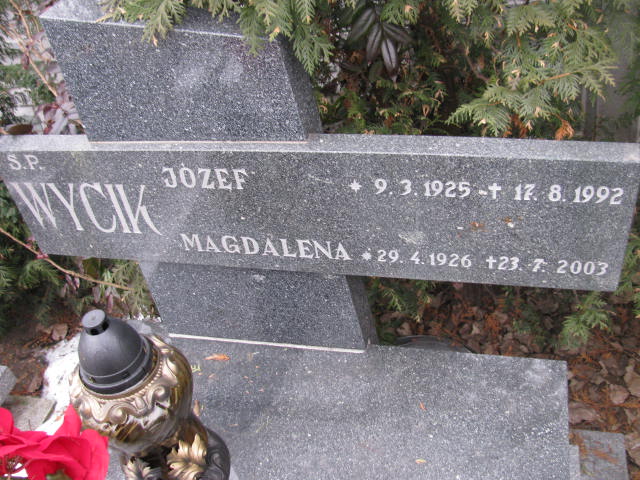 Ś.P.
WYCIK
JÓZEF * 9.3.1925 -✝ 17.8.1992
MAGDALENA * 29.4.1926 ✝ 23.7.2003